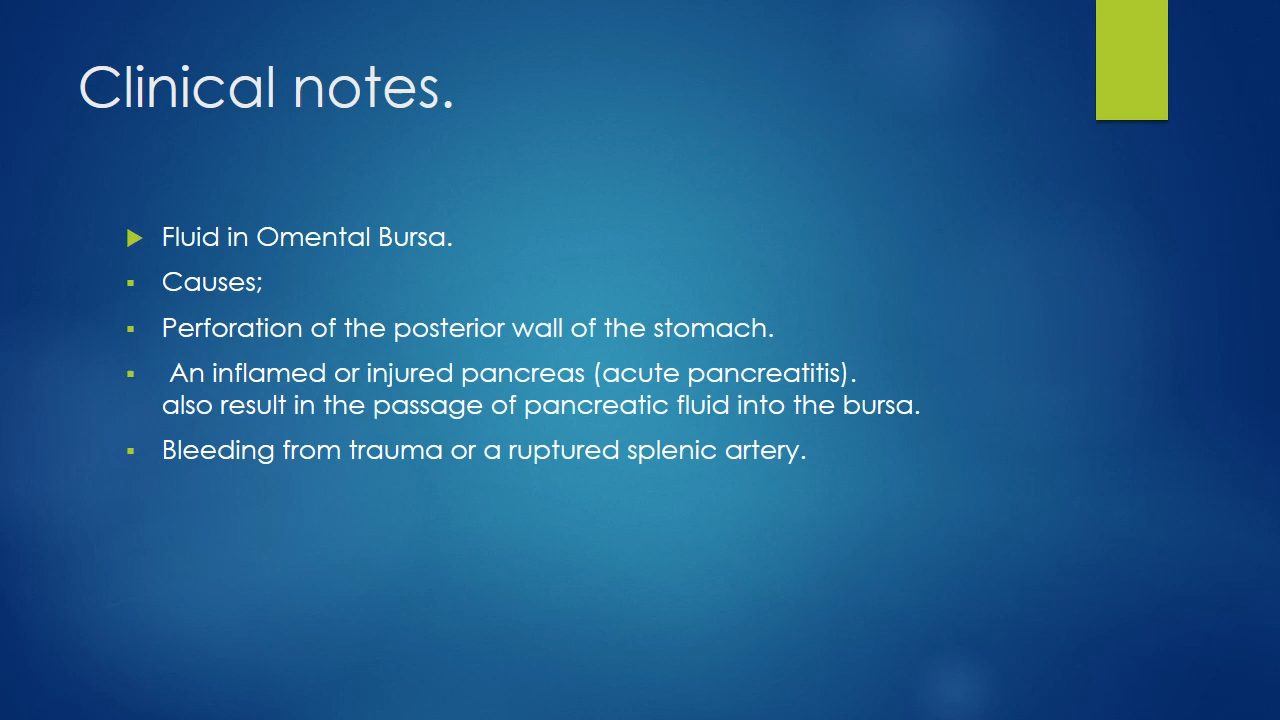 Clinical notes.
Fluid in Omental Bursa.
Causes;
Perforation of the posterior wall of the stomach.
An inflamed or injured pancreas (acute pancreatitis).
also result in the passage of pancreatic fluid into the bursa.
Bleeding from trauma or a ruptured splenic artery.